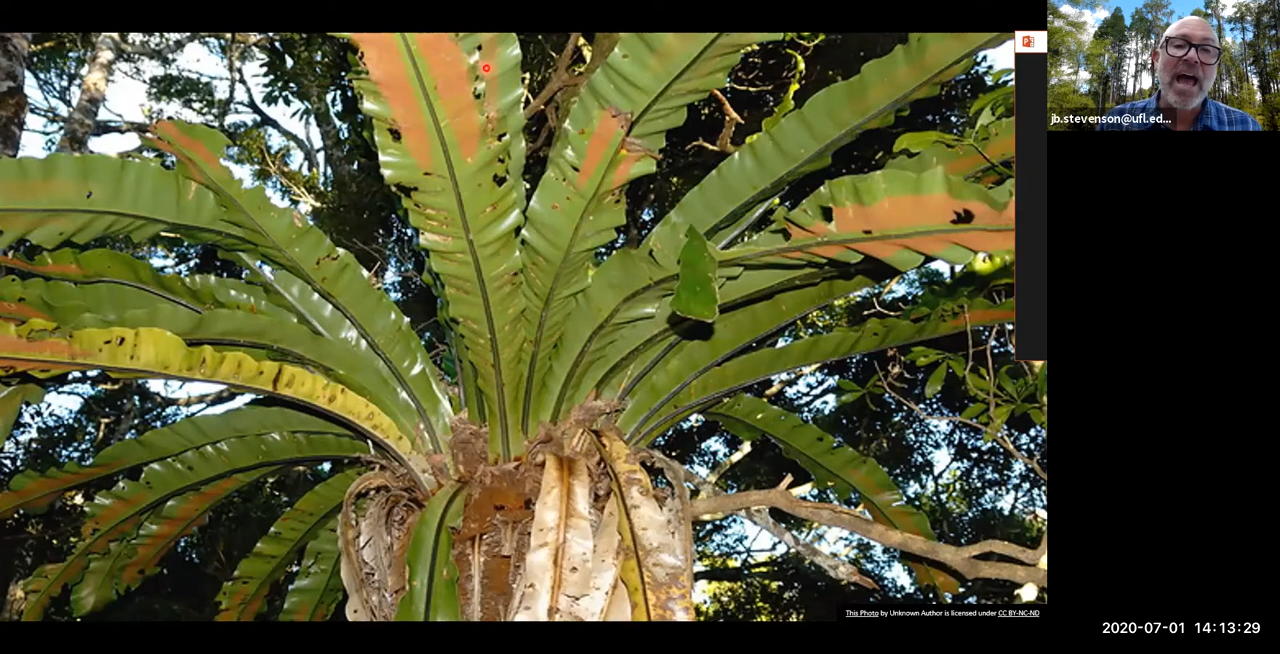 jb.stevenson@ufl.ed...
This Photo by Unknown Author is licensed under CC BY-NC-ND
2020-07-01 14:13:29